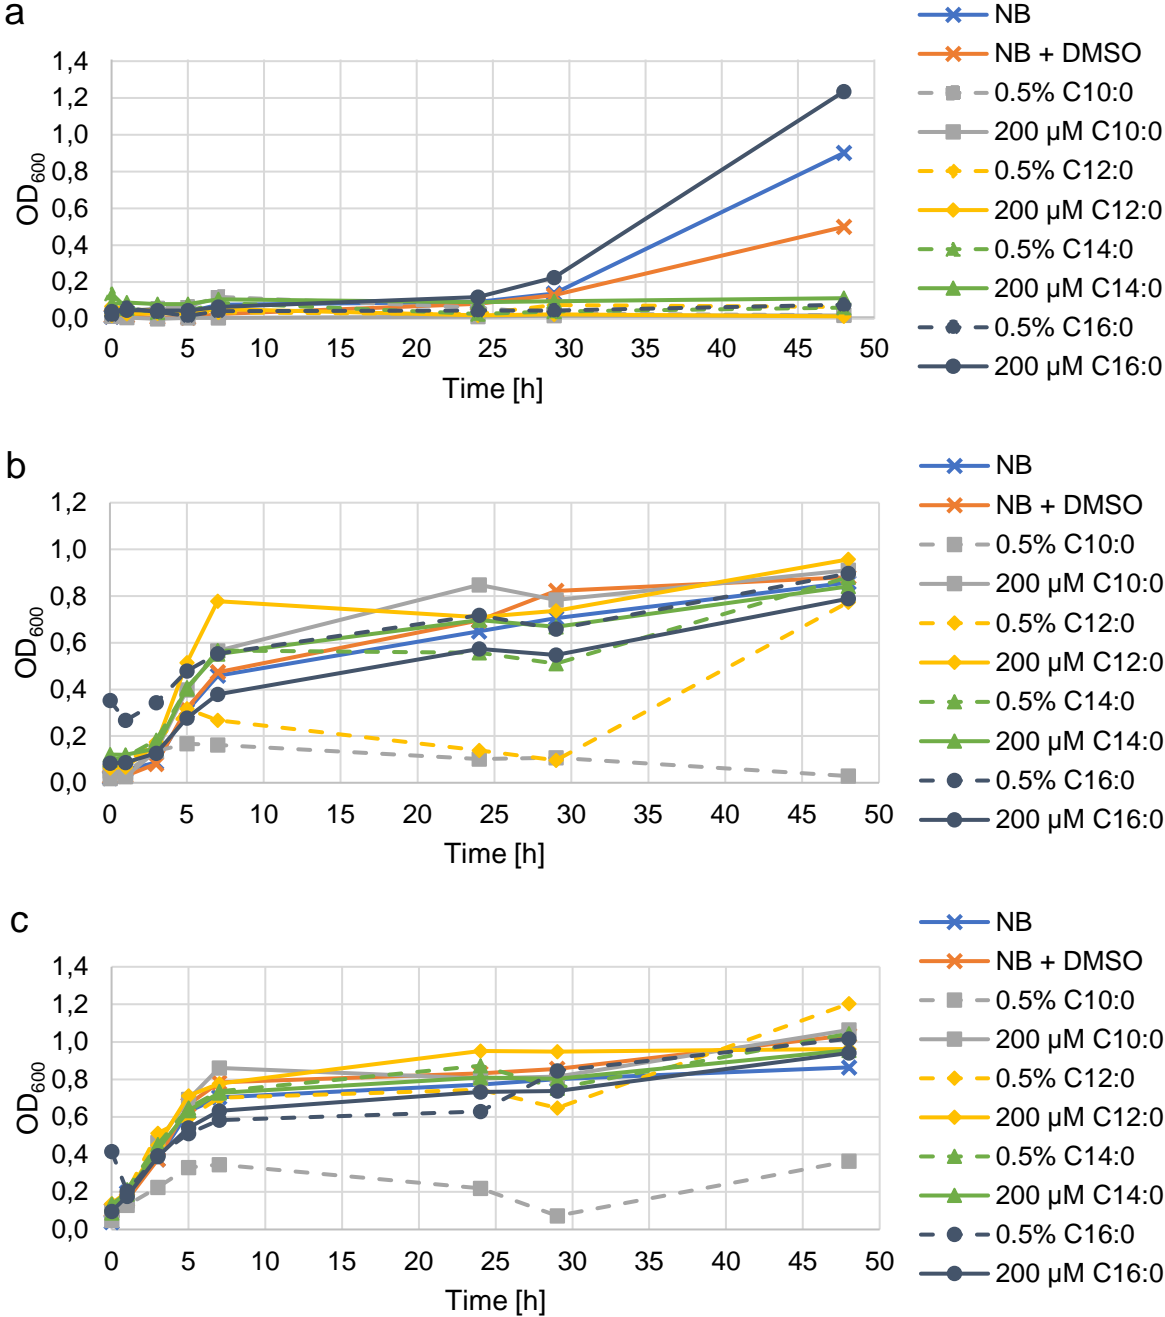 a
NB
NB + DMSO
0.5% C10:0
200 µM C10:0
0.5% C12:0
200 µM C12:0
0.5% C14:0
200 µM C14:0
0.5% C16:0
200 µM C16:0
1,4
1,2
1,0
0,8
0,6
0,4
0,2
0,0
OD600
0 5 10 15 20 25 30 35 40 45 50
Time [h]
b
NB
NB + DMSO
0.5% C10:0
200 µM C10:0
0.5% C12:0
200 µM C12:0
0.5% C14:0
200 µM C14:0
0.5% C16:0
200 µM C16:0
1,2
1,0
0,8
0,6
0,4
0,2
0,0
OD600
0 5 10 15 20 25 30 35 40 45 50
Time [h]
c
NB
NB + DMSO
0.5% C10:0
200 µM C10:0
0.5% C12:0
200 µM C12:0
0.5% C14:0
200 µM C14:0
0.5% C16:0
200 µM C16:0
1,4
1,2
1,0
0,8
0,6
0,4
0,2
0,0
OD600
0 5 10 15 20 25 30 35 40 45 50
Time [h]